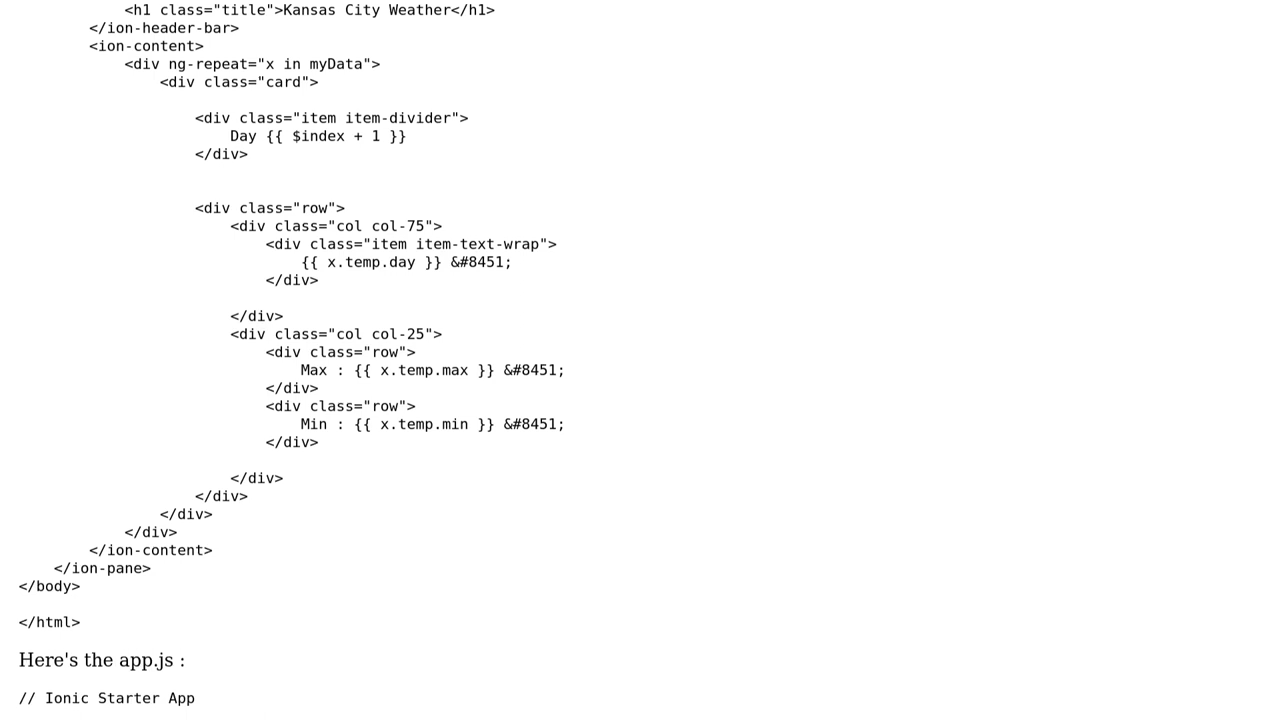 <h1 class="title">Kansas City Weather</h1>
</ion-header-bar>
<ion-content>
<div ng-repeat="x in myData">
<div class="card">
<div class="item item-divider">
Day {{ $index + 1 }}
</div>
<div class="row">
<div class="col col-75">
<div class="item item-text-wrap">
{{ x.temp.day }} &#8451;
</div>
</div>
<div class="col col-25">
<div class="row">
Max : {{ x.temp.max }} &#8451;
</div>
<div class="row">
Min : {{ x.temp.min }} &#8451;
</div>
</div>
</div>
</div>
</div>
</ion-content>
</ion-pane>
</body>
</html>
Here's the app.js :
// Ionic Starter App